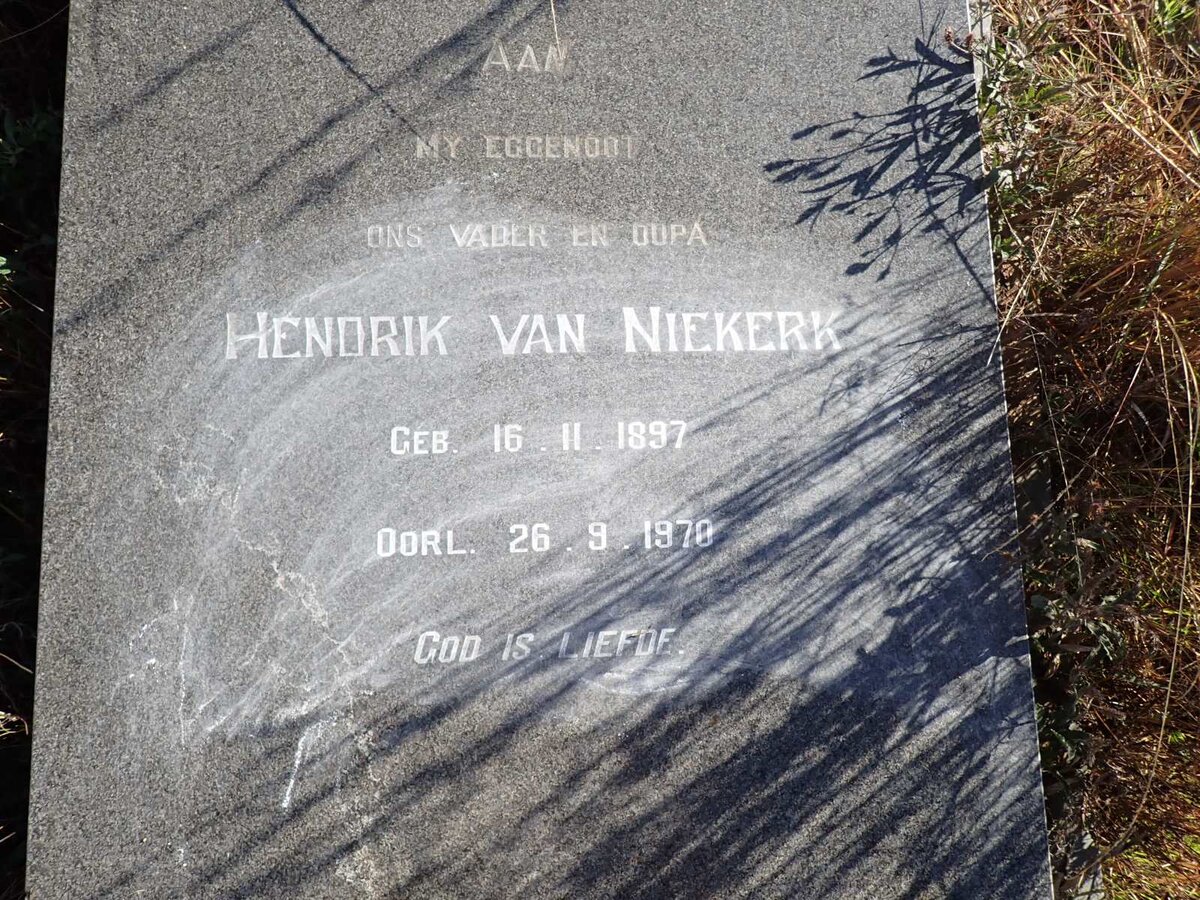 AAN
MY EGGENOOT
ONS VADER EN OUPA
HENDRIK VAN NIEKERK
GEB. 16.11.1897
OORL. 26.9.1970
GOD IS LIEFDE.